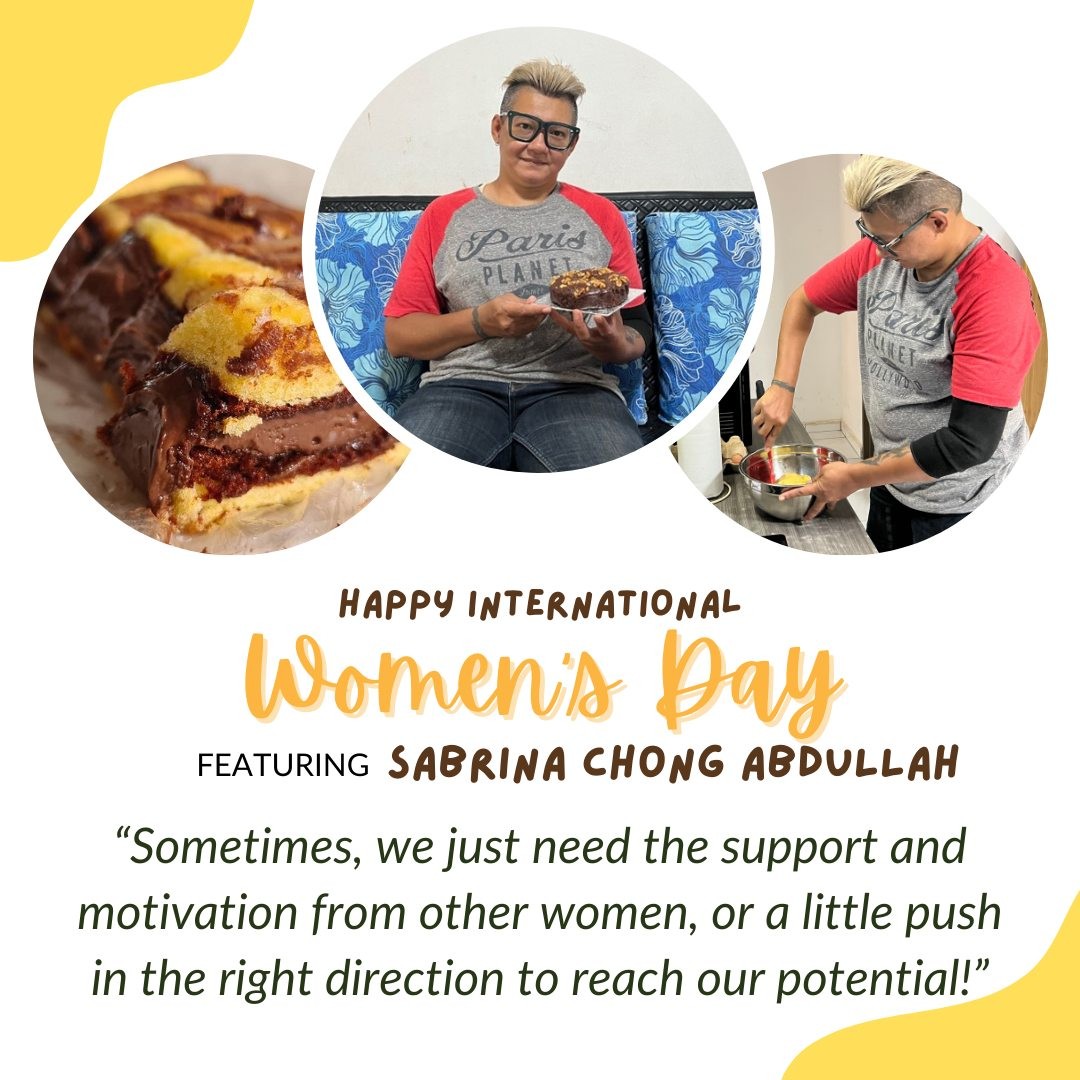 Paris
PLANET
Paris
PLANET
HAPPY INTERNATIONAL
Women's Day
FEATURING SABRINA CHONG ABDULLAH
“Sometimes, we just need the support and
motivation from other women, or a little push
in the right direction to reach our potential!”